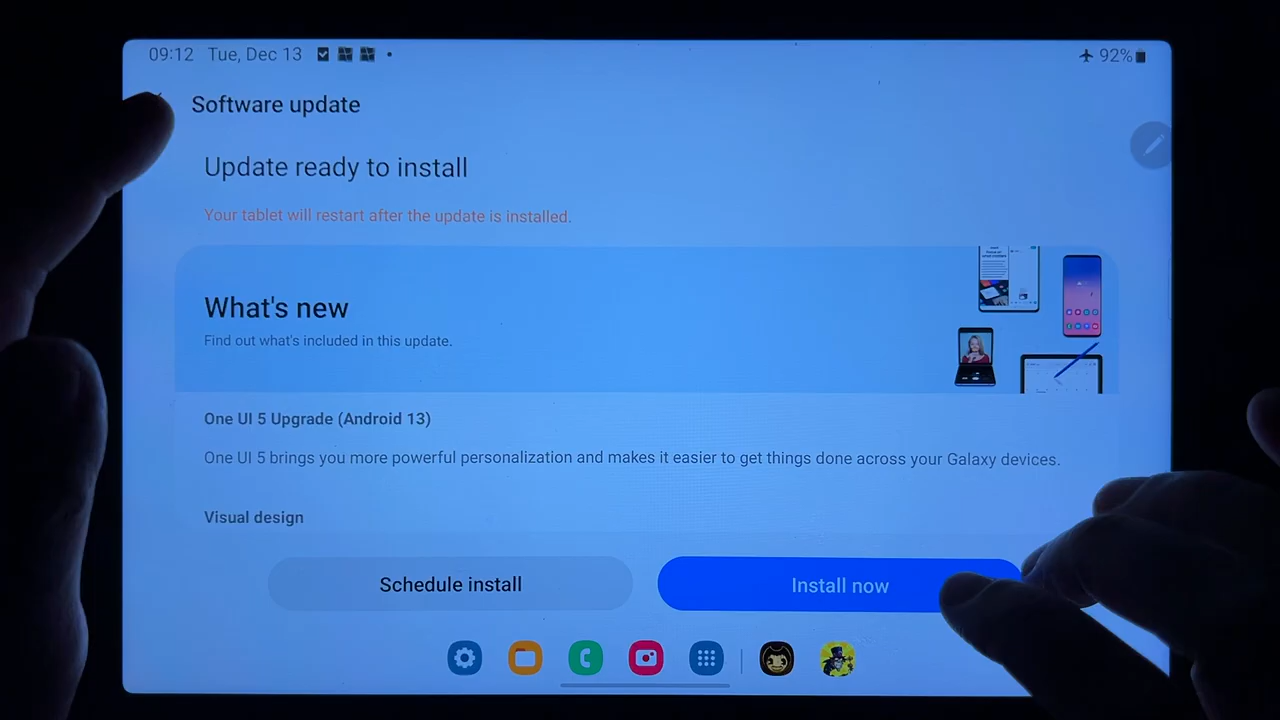 09:12 Tue, Dec 13
92%
Software update
Update ready to install
Your tablet will restart after the update is installed.
What's new
Find out what's included in this update.
One UI 5 Upgrade (Android 13)
One UI 5 brings you more powerful personalization and makes it easier to get things done across your Galaxy devices.
Visual design
Schedule install
Install now